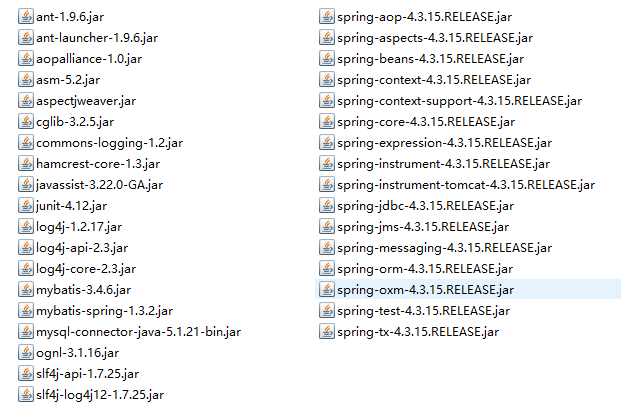 ant-1.9.6.jar
ant-launcher-1.9.6.jar
aopalliance-1.0.jar
asm-5.2.jar
aspectjweaver.jar
cglib-3.2.5.jar
commons-logging-1.2.jar
hamcrest-core-1.3.jar
javassist-3.22.0-GA.jar
junit-4.12.jar
log4j-1.2.17.jar
log4j-api-2.3.jar
log4j-core-2.3.jar
mybatis-3.4.6.jar
mybatis-spring-1.3.2.jar
mysql-connector-java-5.1.21-bin.jar
ognl-3.1.16.jar
slf4j-api-1.7.25.jar
slf4j-log4j12-1.7.25.jar
spring-aop-4.3.15.RELEASE.jar
spring-aspects-4.3.15.RELEASE.jar
spring-beans-4.3.15.RELEASE.jar
spring-context-4.3.15.RELEASE.jar
spring-context-support-4.3.15.RELEASE.jar
spring-core-4.3.15.RELEASE.jar
spring-expression-4.3.15.RELEASE.jar
spring-instrument-4.3.15.RELEASE.jar
spring-instrument-tomcat-4.3.15.RELEASE.jar
spring-jdbc-4.3.15.RELEASE.jar
spring-jms-4.3.15.RELEASE.jar
spring-messaging-4.3.15.RELEASE.jar
spring-orm-4.3.15.RELEASE.jar
spring-oxm-4.3.15.RELEASE.jar
spring-test-4.3.15.RELEASE.jar
spring-tx-4.3.15.RELEASE.jar